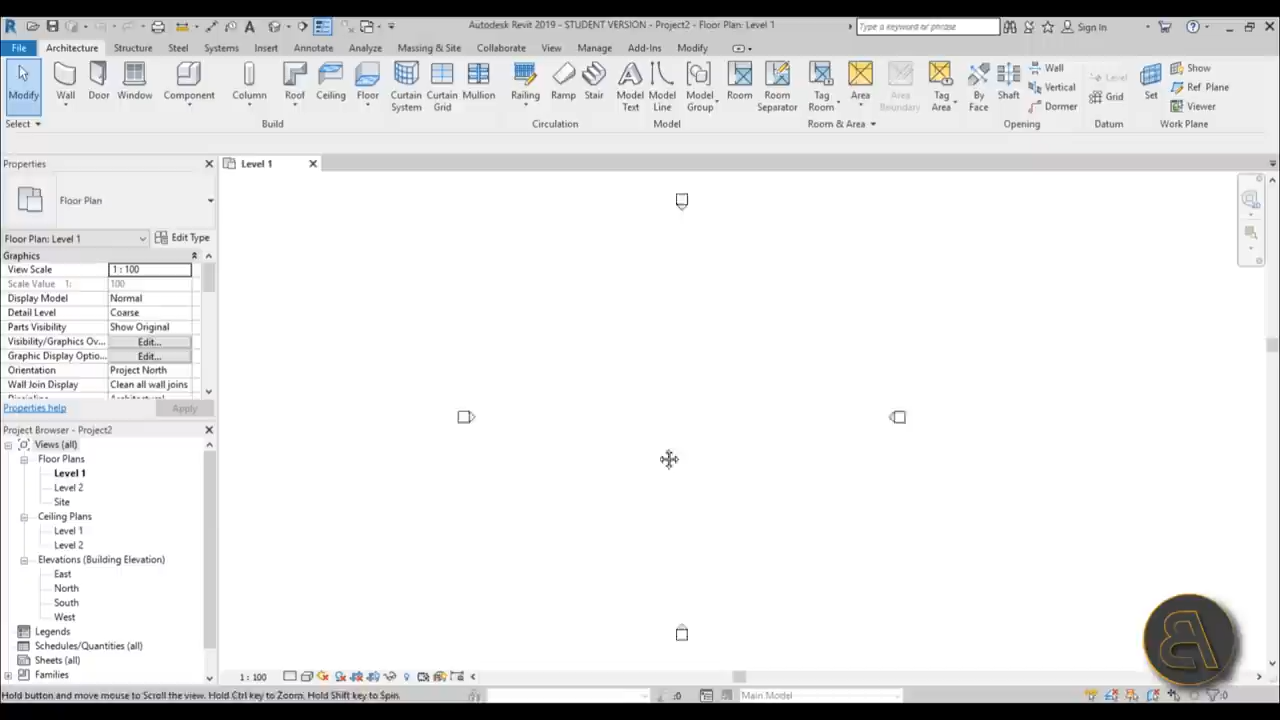 Autodesk Revit 2019 - STUDENT VERSION - Project2 - Floor Plan: Level 1
Type a keyword or phrase
Sign In
File Architecture Structure Steel Systems Insert Annotate Analyze Massing & Site Collaborate View Manage Add-Ins Modify
Modify Wall Door Window Component Column Roof Ceiling Floor Curtain System Curtain Grid Mullion Railing Ramp Stair Model Text Model Line Model Group Room Room Separator Tag Room Area Area Boundary Tag Area By Face Shaft Wall Vertical Dormer Level Grid Set Show Ref Plane Viewer
Select Build Circulation Model Room & Area Opening Datum Work Plane
Properties
Level 1
Floor Plan
Floor Plan: Level 1 Edit Type
Graphics
View Scale 1 : 100
Scale Value 1: 100
Display Model Normal
Detail Level Coarse
Parts Visibility Show Original
Visibility/Graphics Ov... Edit...
Graphic Display Optio... Edit...
Orientation Project North
Wall Join Display Clean all wall joins
Properties help Apply
Project Browser - Project2
Views (all)
Floor Plans
Level 1
Level 2
Site
Ceiling Plans
Level 1
Level 2
Elevations (Building Elevation)
East
North
South
West
Legends
Schedules/Quantities (all)
Sheets (all)
Families
1 : 100
Hold button and move mouse to Scroll the view. Hold Ctrl key to Zoom. Hold Shift key to Spin.
:0
Main Model
:0